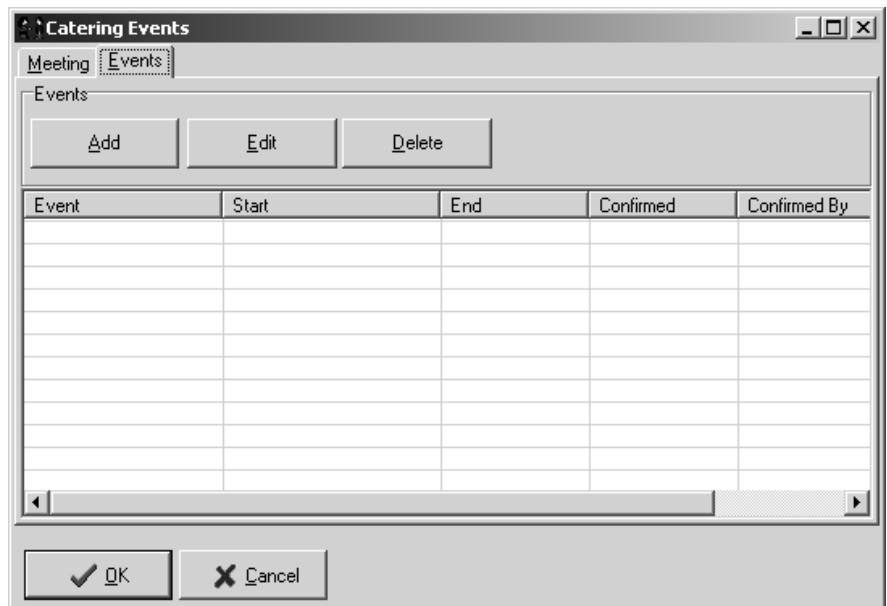 Catering Events
Meeting Events
Events
Add Edit Delete
Event Start End Confirmed Confirmed By
OK Cancel